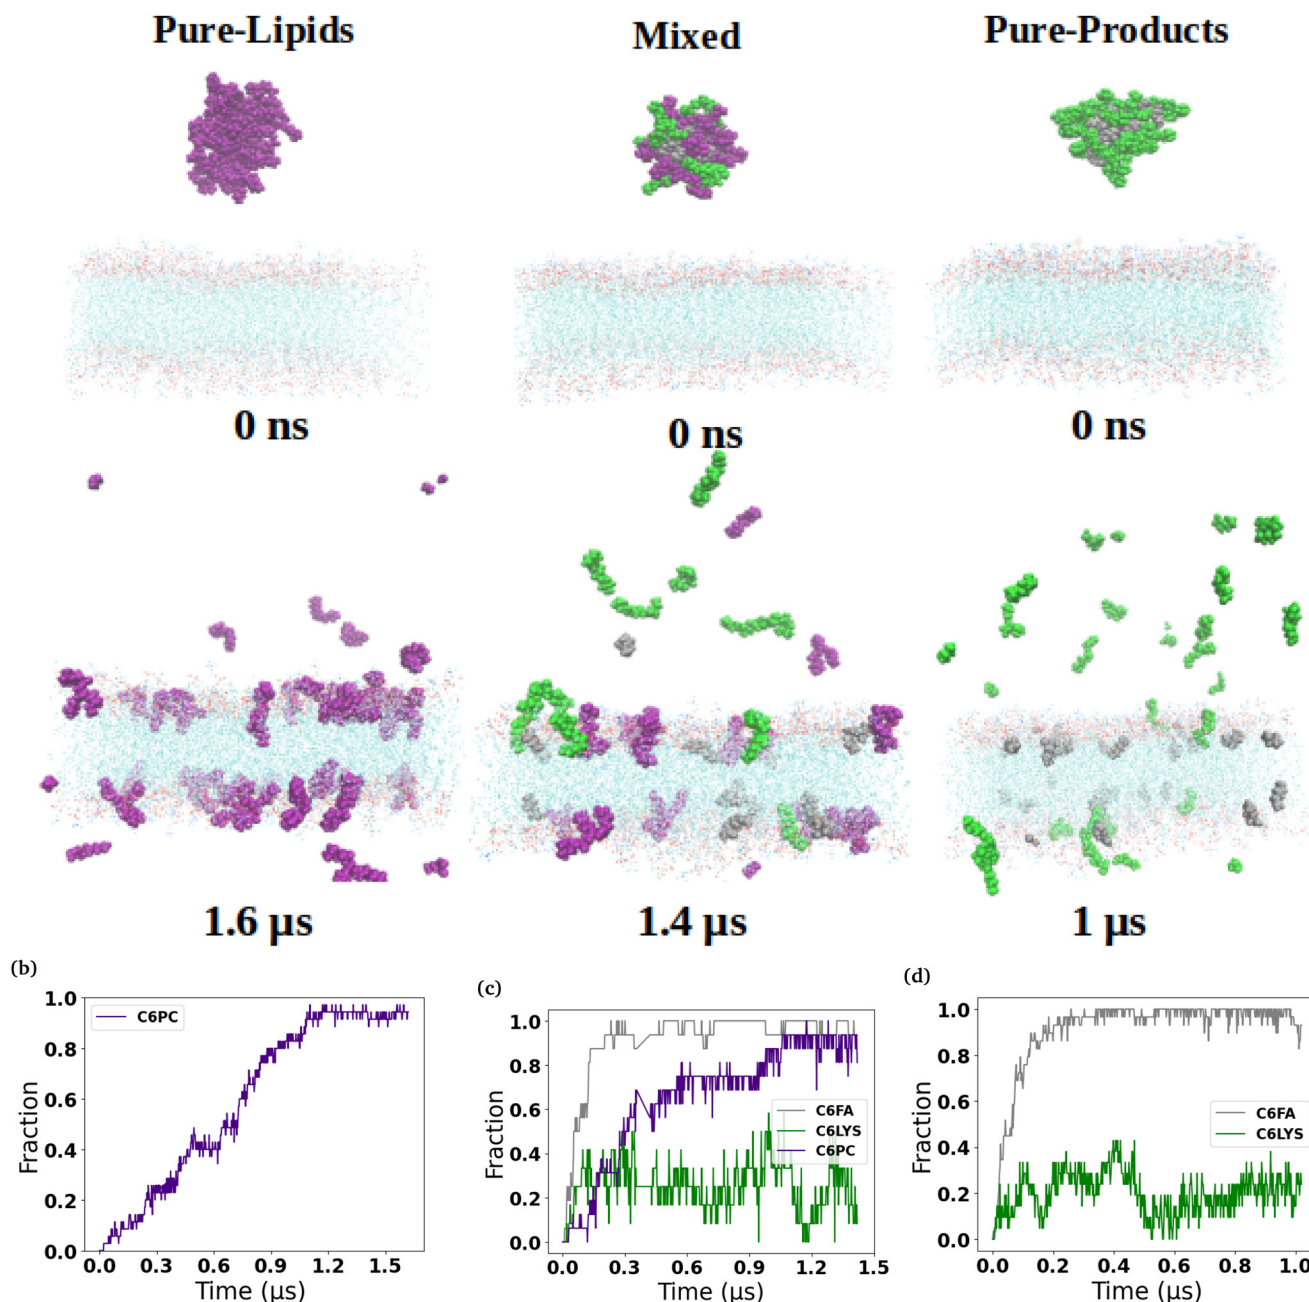 Pure-Lipids
Mixed
Pure-Products
0 ns
0 ns
0 ns
1.6 μs
1.4 μs
1 μs
(b)
1.0
0.8
0.6
0.4
0.2
0.0
Fraction
C6PC
0.0 0.3 0.6 0.9 1.2 1.5
Time (μs)
(c)
1.0
0.8
0.6
0.4
0.2
0.0
Fraction
C6FA
C6LYS
C6PC
0.0 0.3 0.6 0.9 1.2 1.5
Time (μs)
(d)
1.0
0.8
0.6
0.4
0.2
0.0
Fraction
C6FA
C6LYS
0.0 0.2 0.4 0.6 0.8 1.0
Time (μs)